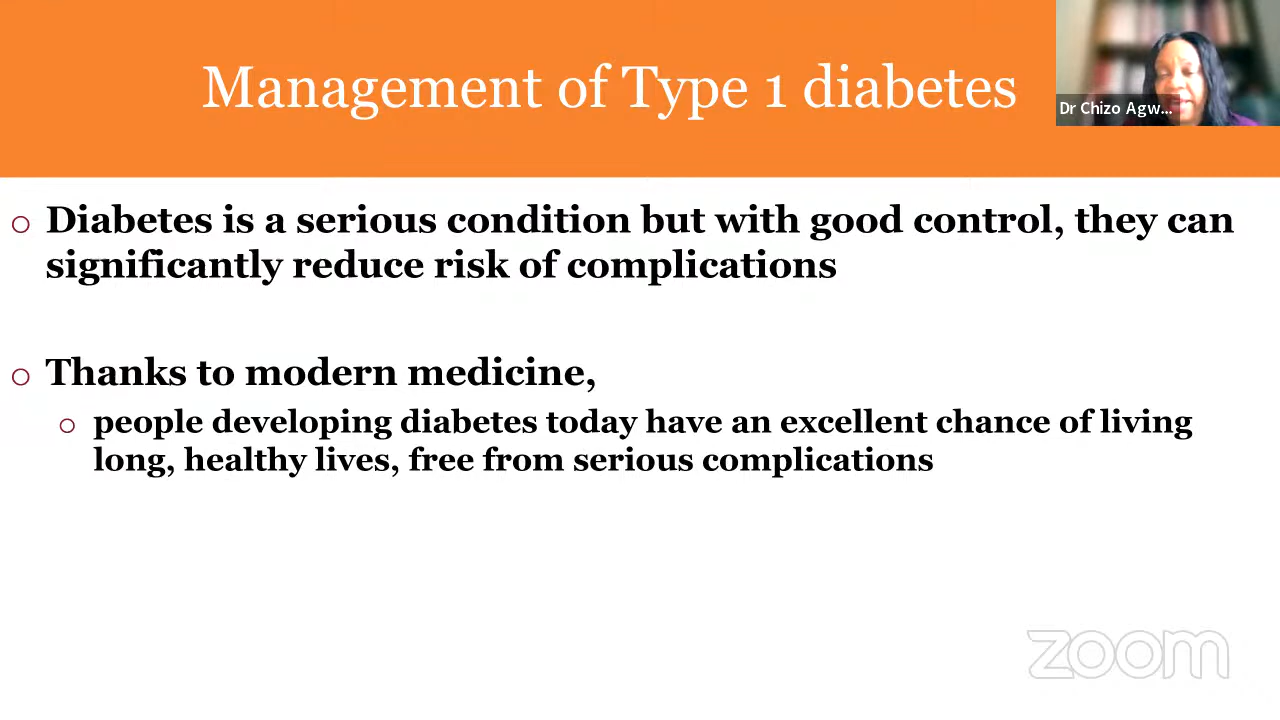 Management of Type 1 diabetes
Dr Chizo Agw...
Diabetes is a serious condition but with good control, they can
significantly reduce risk of complications
Thanks to modern medicine,
people developing diabetes today have an excellent chance of living
long, healthy lives, free from serious complications
zoom